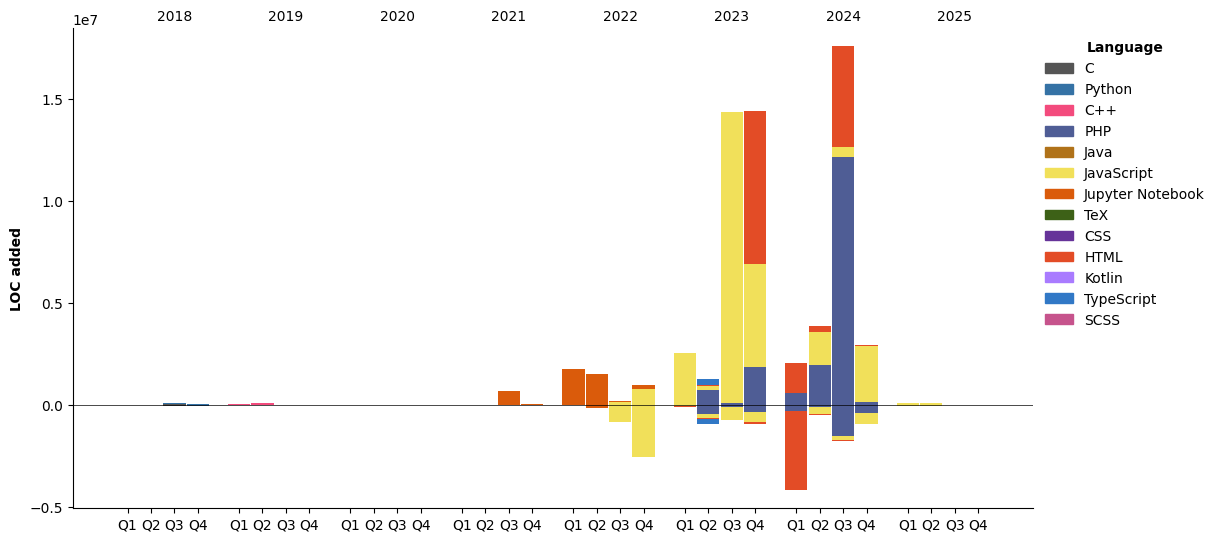 2018 2019 2020 2021 2022 2023 2024 2025
1e7
1.5
1.0
0.5
0.0
−0.5
LOC added
Q1 Q2 Q3 Q4 Q1 Q2 Q3 Q4 Q1 Q2 Q3 Q4 Q1 Q2 Q3 Q4 Q1 Q2 Q3 Q4 Q1 Q2 Q3 Q4 Q1 Q2 Q3 Q4 Q1 Q2 Q3 Q4
Language
C
Python
C++
PHP
Java
JavaScript
Jupyter Notebook
TeX
CSS
HTML
Kotlin
TypeScript
SCSS